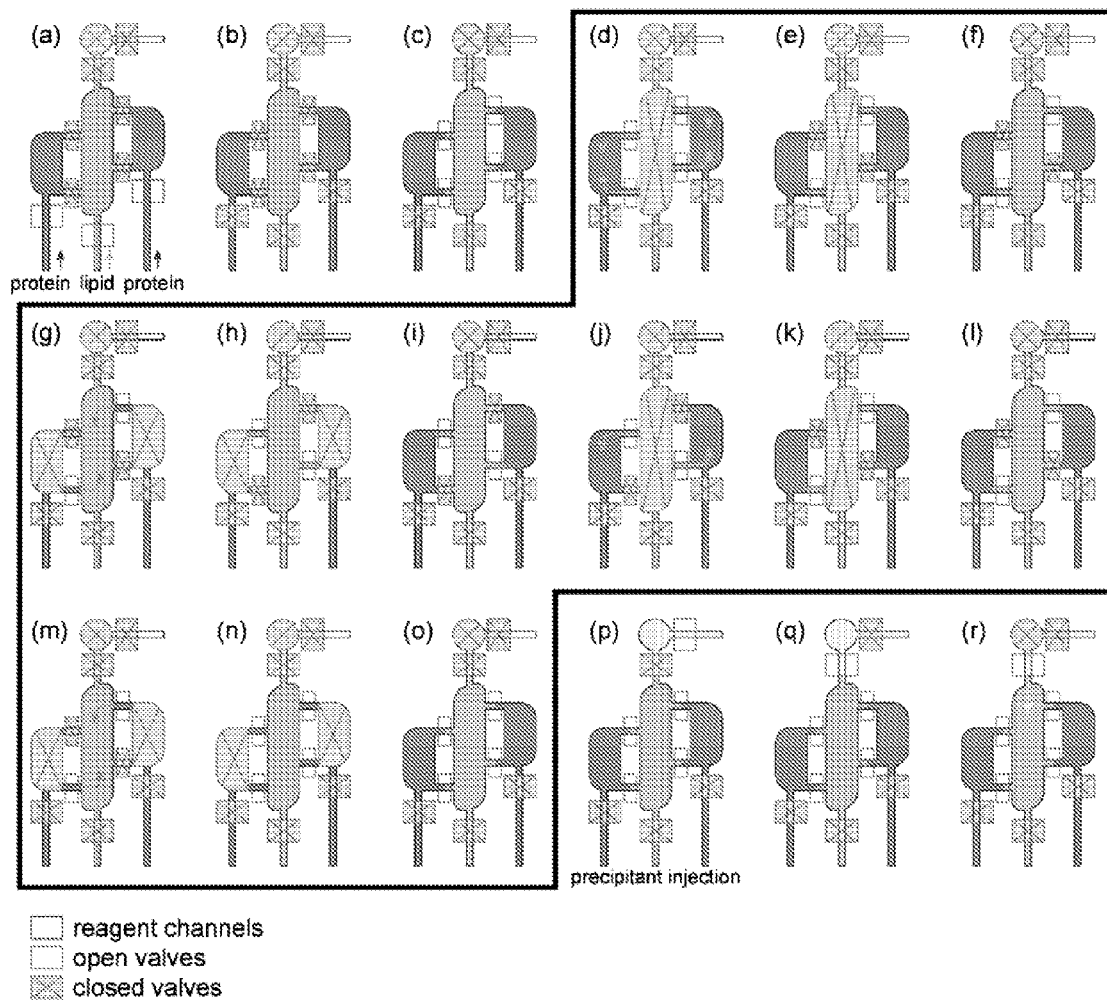 (a) (b) (c) (d) (e) (f)
protein lipid protein
(g) (h) (i) (j) (k) (l)
(m) (n) (o) (p) (q) (r)
precipitant injection
reagent channels
open valves
closed valves